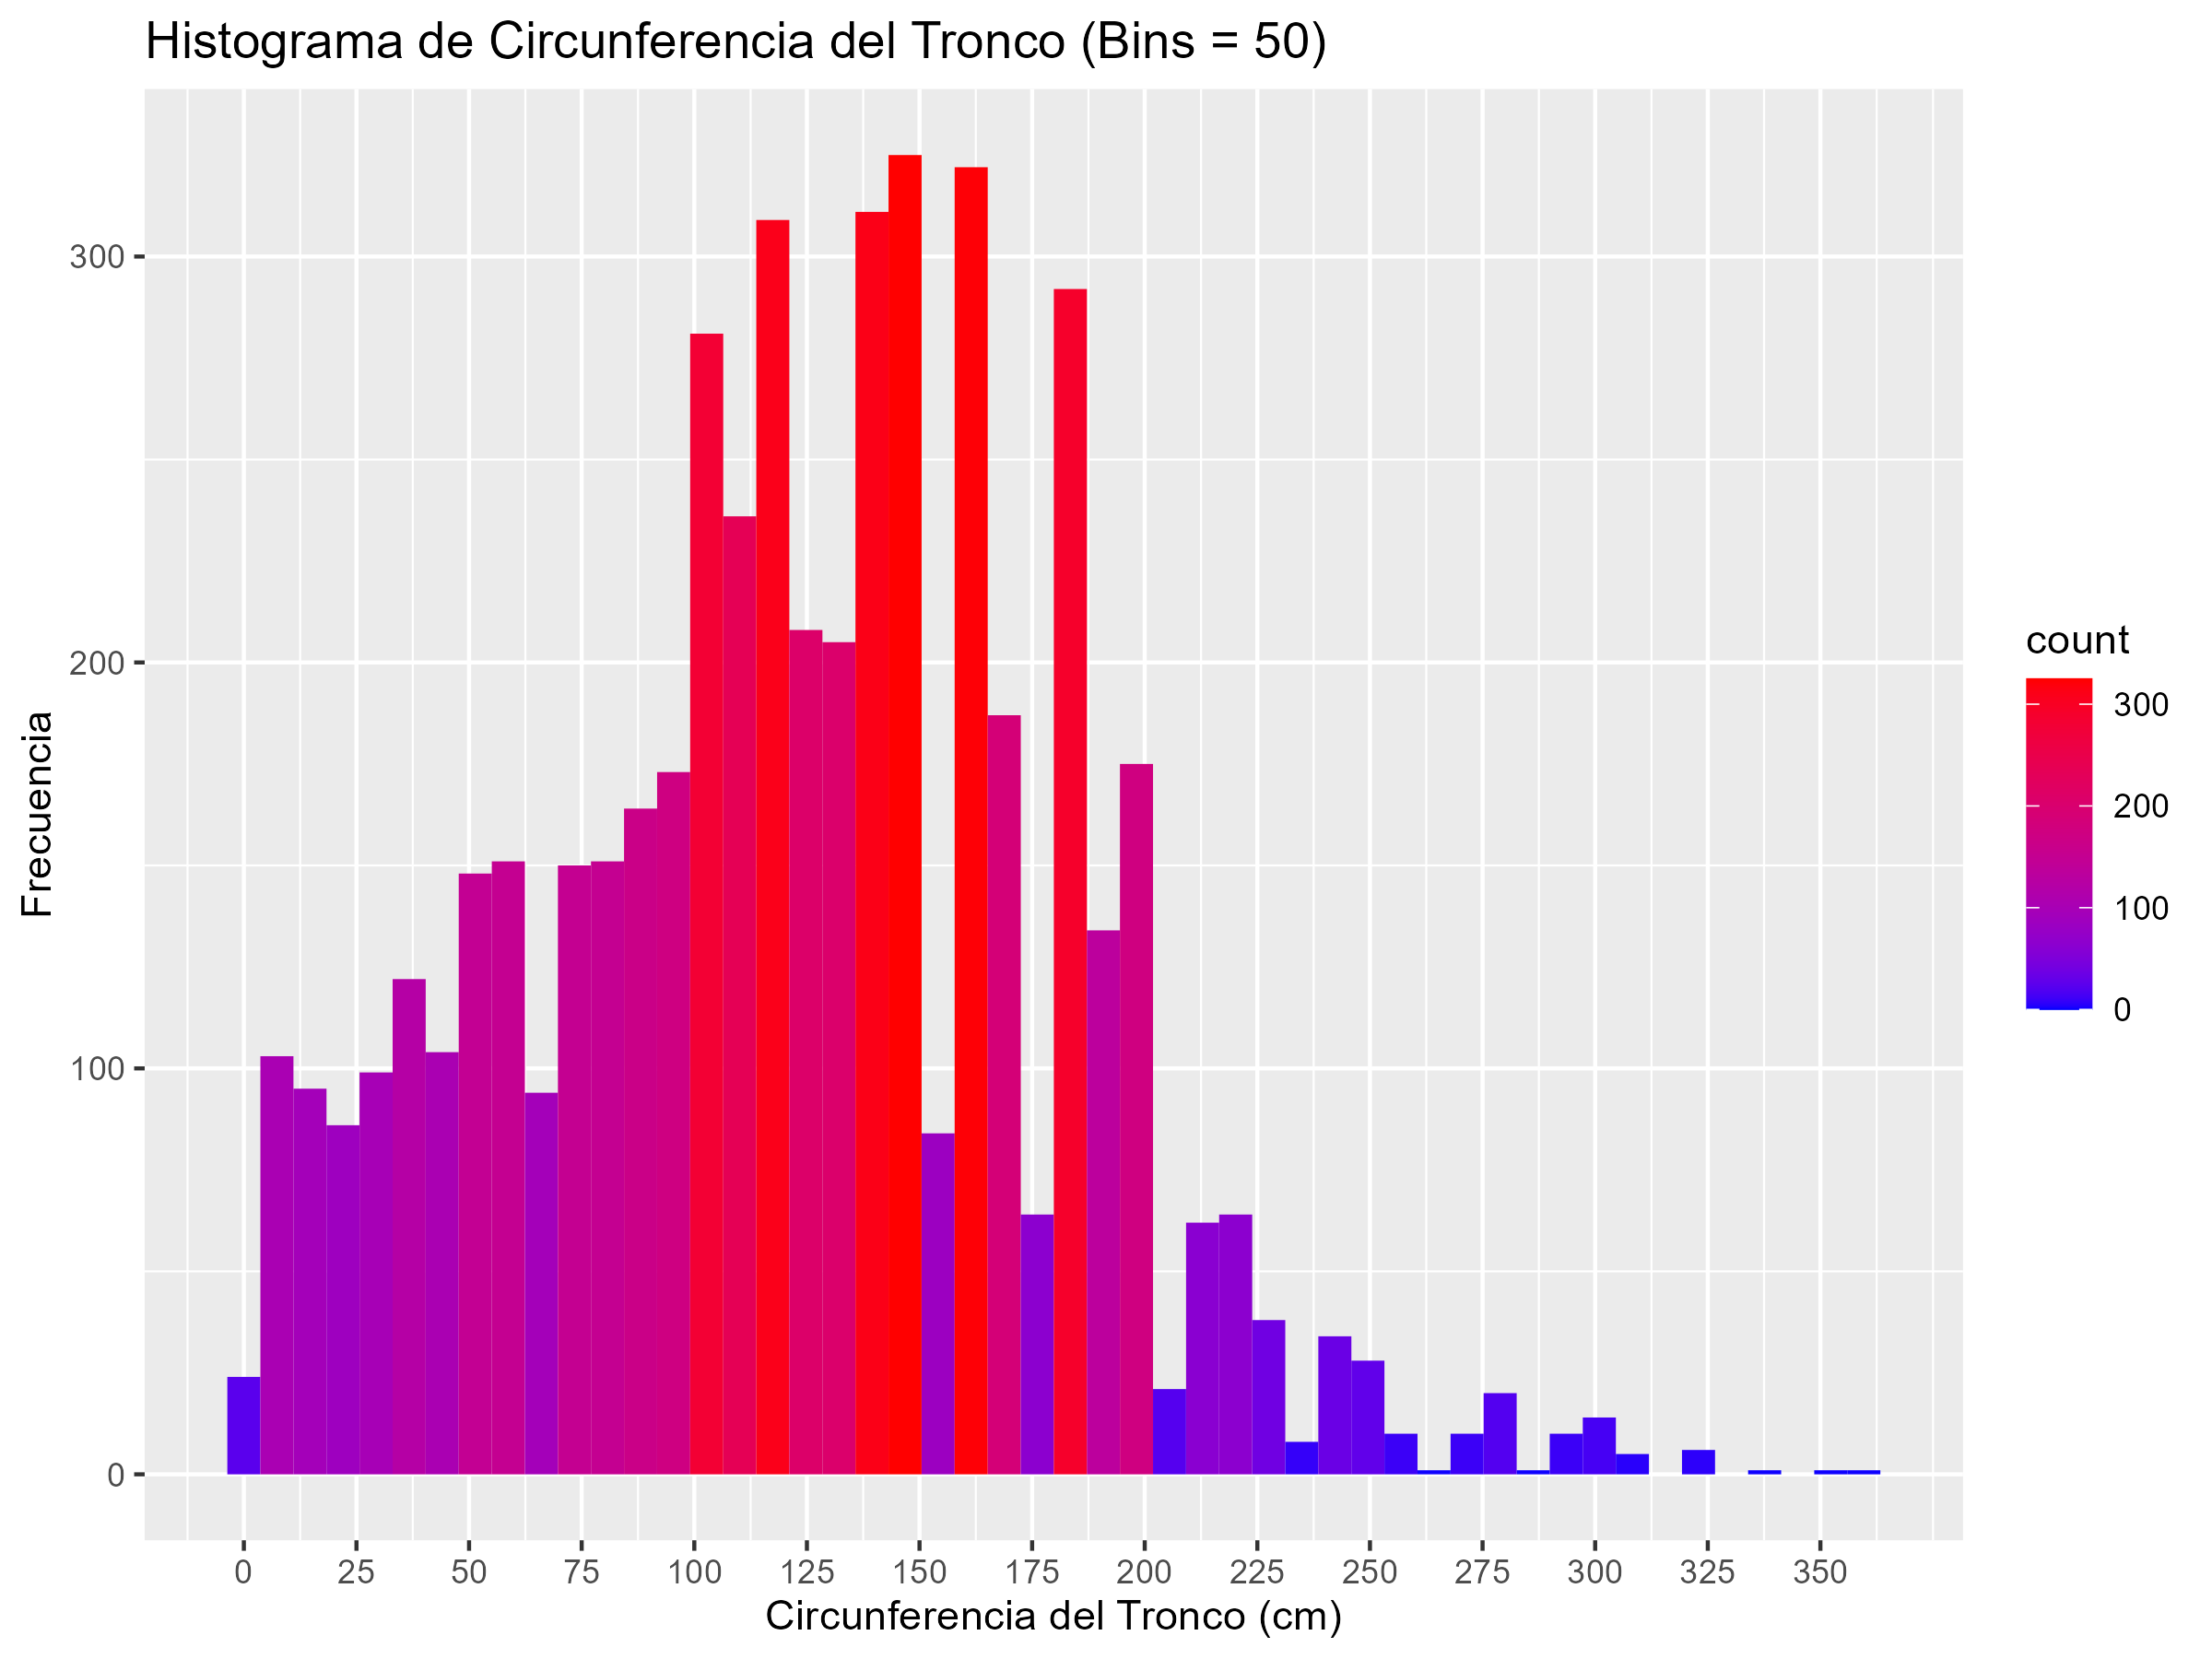 Histograma de Circunferencia del Tronco (Bins = 50)
Frecuencia
300
200
100
0
0 25 50 75 100 125 150 175 200 225 250 275 300 325 350
Circunferencia del Tronco (cm)
count
300
200
100
0